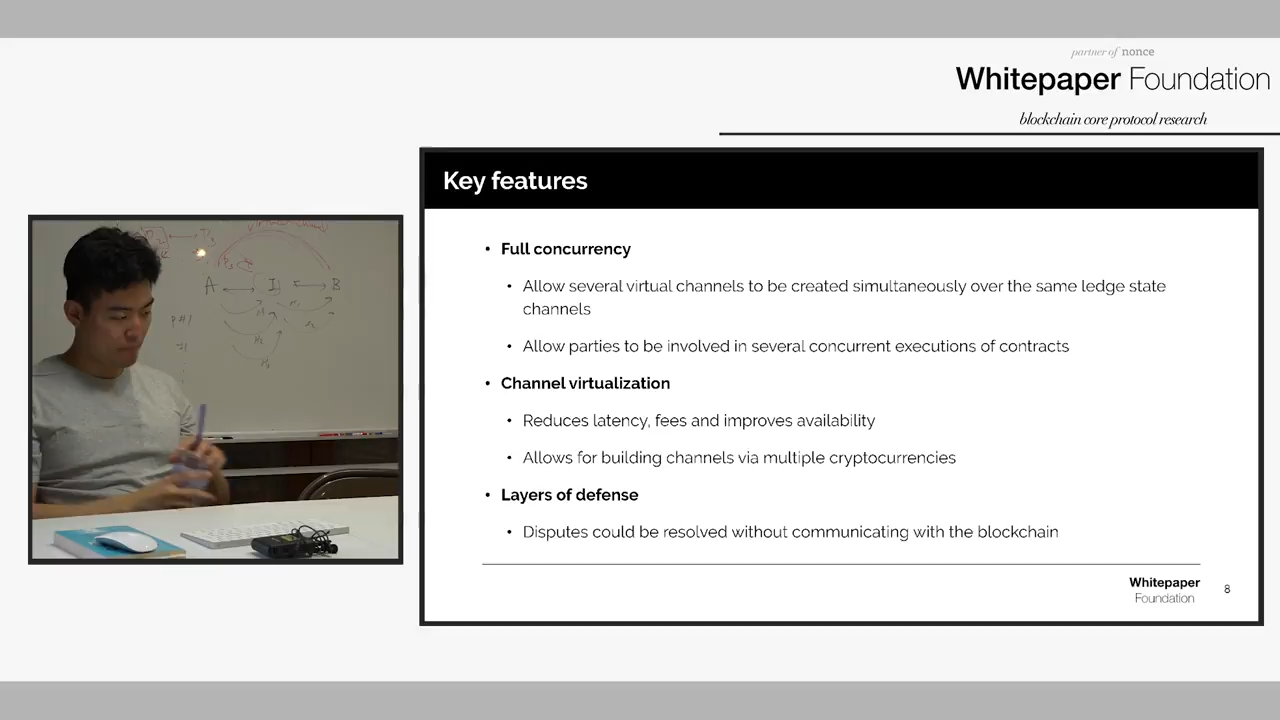 partner of nonce
Whitepaper Foundation
blockchain core protocol research
Key features
• Full concurrency
• Allow several virtual channels to be created simultaneously over the same ledge state
channels
• Allow parties to be involved in several concurrent executions of contracts
• Channel virtualization
• Reduces latency, fees and improves availability
• Allows for building channels via multiple cryptocurrencies
• Layers of defense
• Disputes could be resolved without communicating with the blockchain
Whitepaper
Foundation
8
A I B